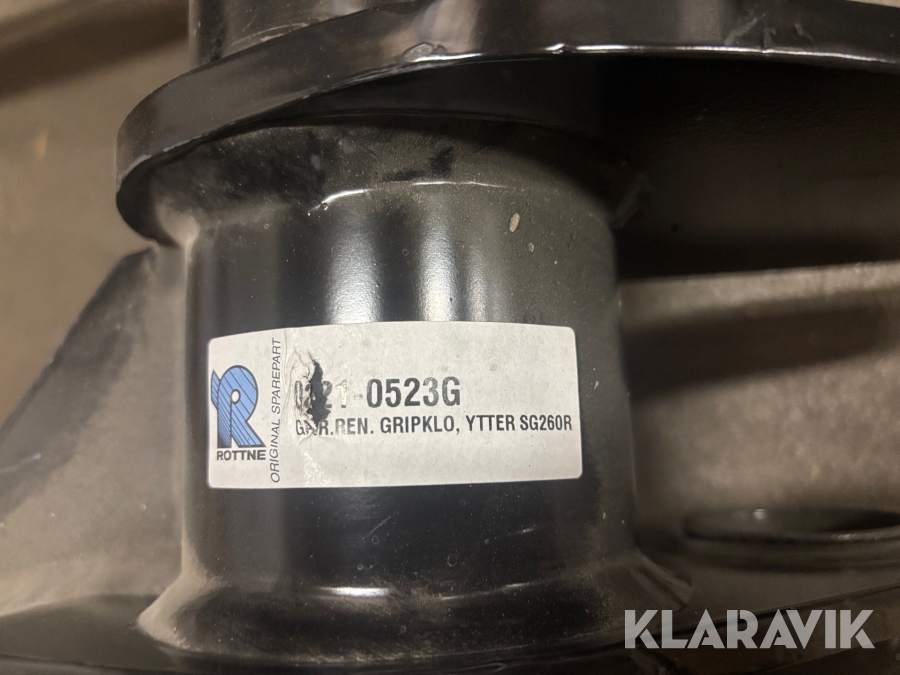 KLARAVIK
ROTTNE
ORIGINAL SPAREPART
0523G
GRIPKLO, YTTER SG260R